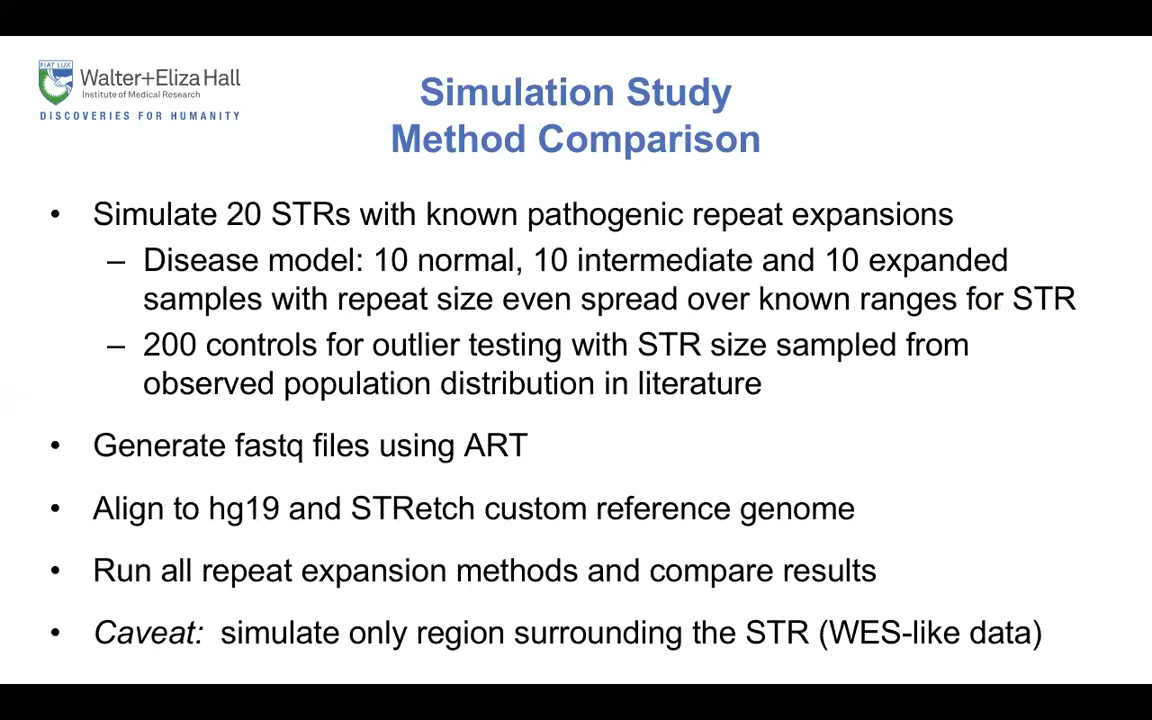 FIAT LUX
Walter+Eliza Hall
Institute of Medical Research
DISCOVERIES FOR HUMANITY
Simulation Study
Method Comparison
• Simulate 20 STRs with known pathogenic repeat expansions
– Disease model: 10 normal, 10 intermediate and 10 expanded
samples with repeat size even spread over known ranges for STR
– 200 controls for outlier testing with STR size sampled from
observed population distribution in literature
• Generate fastq files using ART
• Align to hg19 and STRetch custom reference genome
• Run all repeat expansion methods and compare results
• Caveat: simulate only region surrounding the STR (WES-like data)